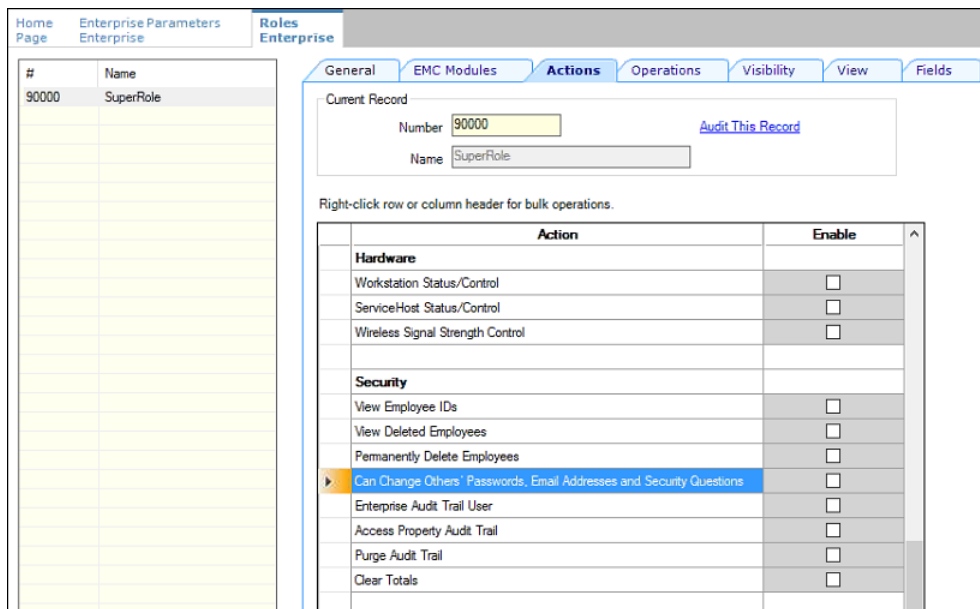 Home Page
Enterprise Parameters Enterprise
Roles Enterprise
# Name
90000 SuperRole
General EMC Modules Actions Operations Visibility View Fields
Current Record
Number 90000 Audit This Record
Name SuperRole
Right-click row or column header for bulk operations.
Action Enable
Hardware
Workstation Status/Control
ServiceHost Status/Control
Wireless Signal Strength Control
Security
View Employee IDs
View Deleted Employees
Permanently Delete Employees
Can Change Others' Passwords, Email Addresses and Security Questions
Enterprise Audit Trail User
Access Property Audit Trail
Purge Audit Trail
Clear Totals